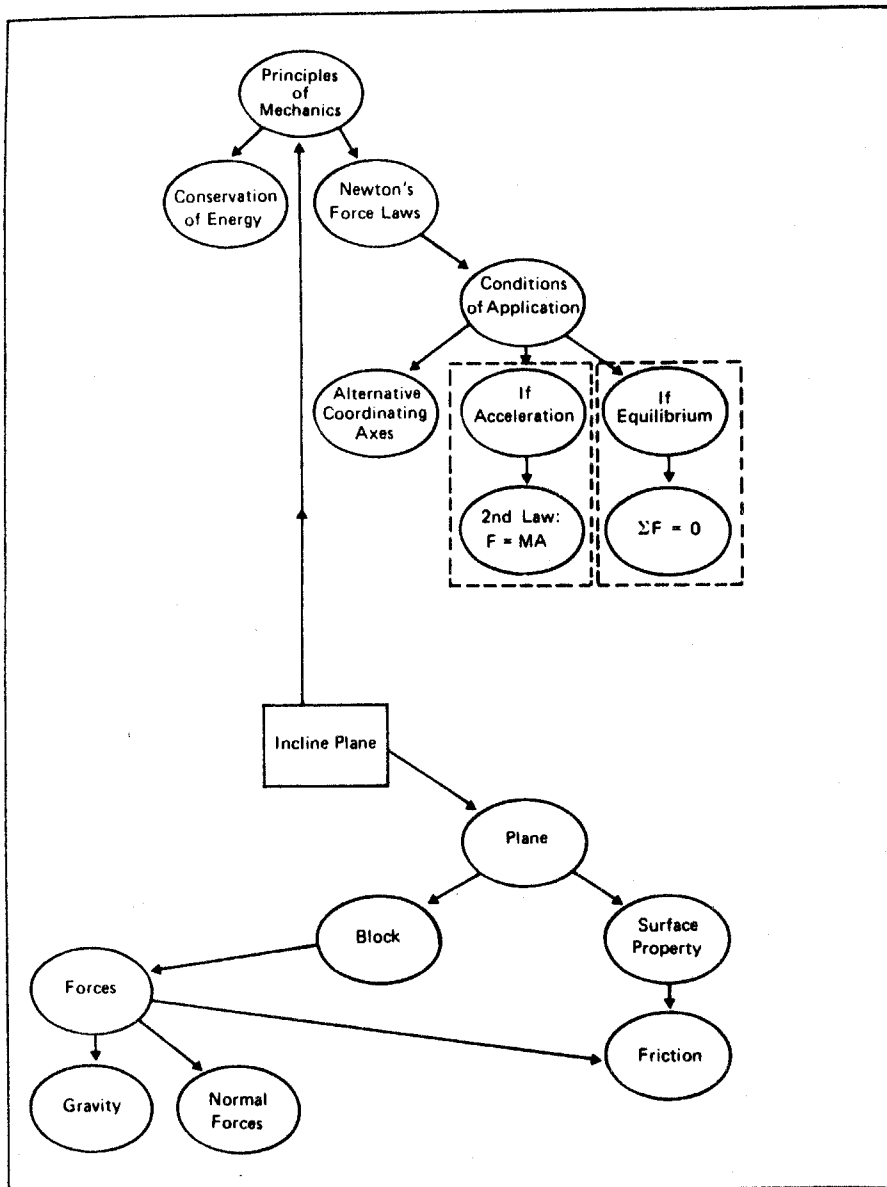 Principles
of
Mechanics
Conservation
of Energy
Newton's
Force Laws
Conditions
of Application
Alternative
Coordinating
Axes
If
Acceleration
If
Equilibrium
2nd Law:
F = MA
ΣF = 0
Incline Plane
Plane
Block
Surface
Property
Forces
Friction
Gravity
Normal
Forces